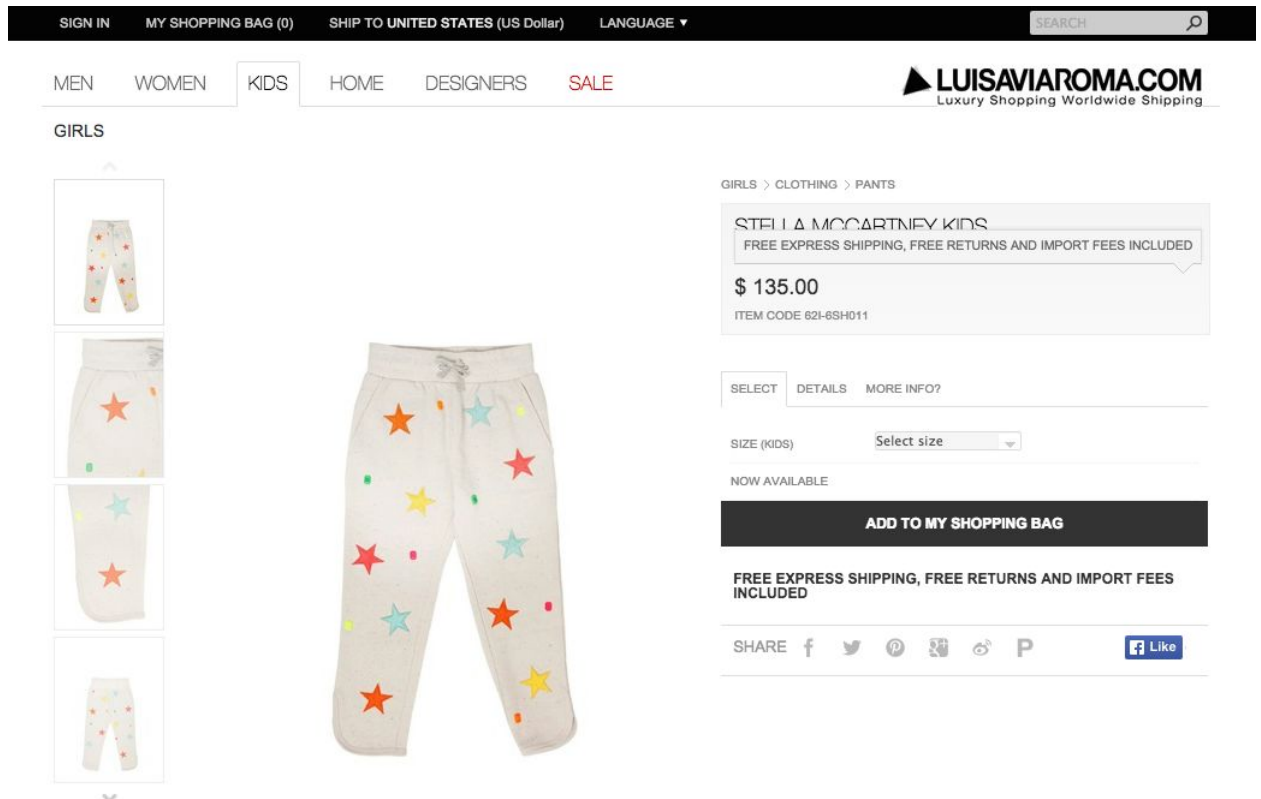 SIGN IN MY SHOPPING BAG (0) SHIP TO UNITED STATES (US Dollar) LANGUAGE ▼ SEARCH
MEN WOMEN KIDS HOME DESIGNERS SALE
LUISAVIAROMA.COM
Luxury Shopping Worldwide Shipping
GIRLS
GIRLS > CLOTHING > PANTS
STELLA MCCARTNEY KIDS
FREE EXPRESS SHIPPING, FREE RETURNS AND IMPORT FEES INCLUDED
$ 135.00
ITEM CODE 62I-6SH011
SELECT DETAILS MORE INFO?
SIZE (KIDS) Select size
NOW AVAILABLE
ADD TO MY SHOPPING BAG
FREE EXPRESS SHIPPING, FREE RETURNS AND IMPORT FEES
INCLUDED
SHARE Like